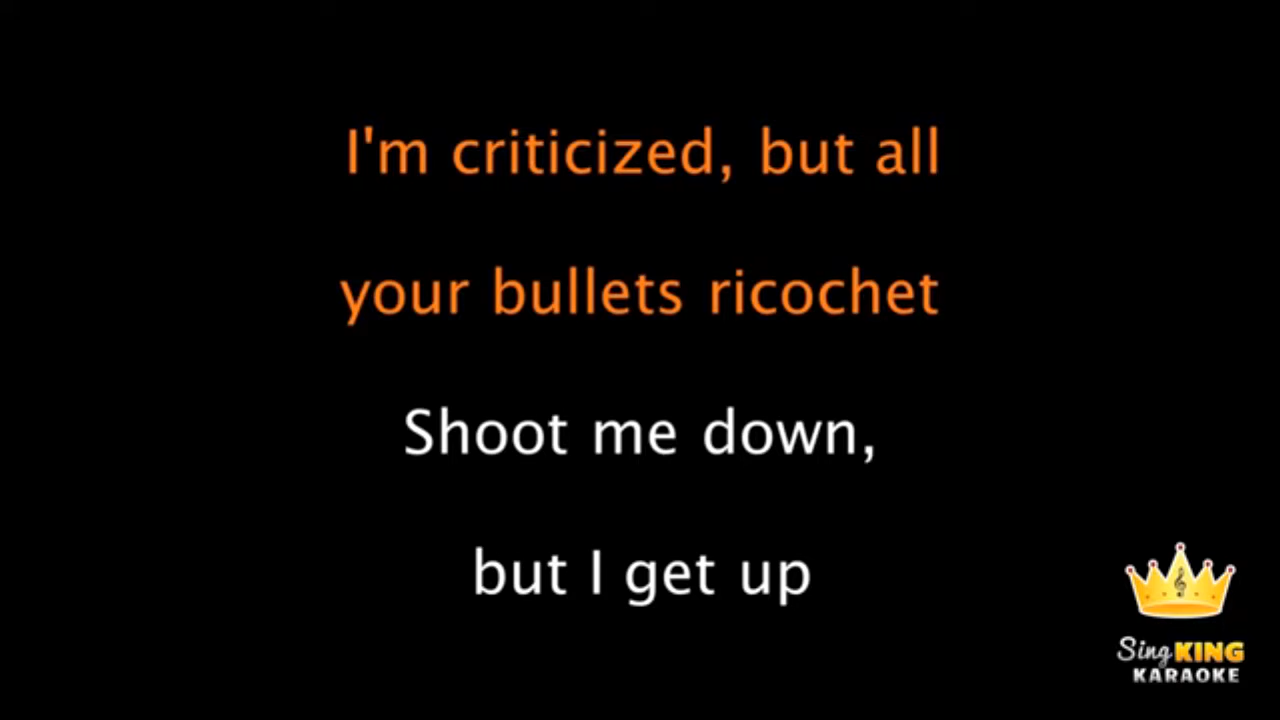 I'm criticized, but all
your bullets ricochet
Shoot me down,
but I get up
Sing KING
KARAOKE